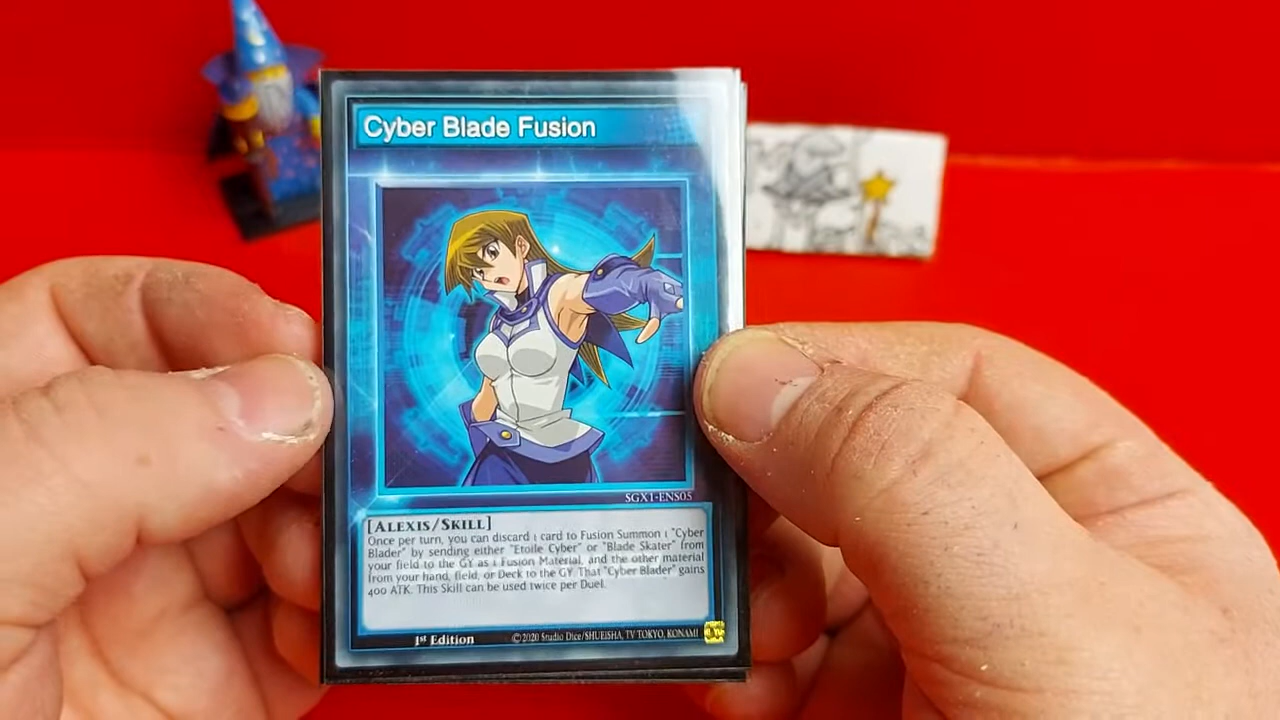 Cyber Blade Fusion
SGX1-ENS05
[ALEXIS/SKILL]
Once per turn, you can discard 1 card to Fusion Summon 1 "Cyber
Blader" by sending either "Etoile Cyber" or "Blade Skater" from
your field to the GY as 1 Fusion Material, and the other material
from your hand, field, or Deck to the GY. That "Cyber Blader" gains
400 ATK. This Skill can be used twice per Duel.
1st Edition
©2020 Studio Dice/SHUEISHA, TV TOKYO, KONAMI